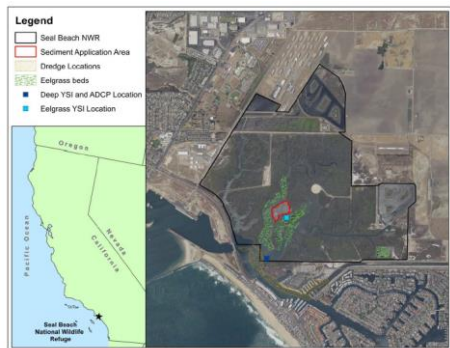 Legend
Seal Beach NWR
Sediment Application Area
Dredge Locations
Eelgrass beds
Deep YSI and ADCP Location
Eelgrass YSI Location
Oregon
Nevada
California
Pacific Ocean
Seal Beach
National Wildlife
Refuge